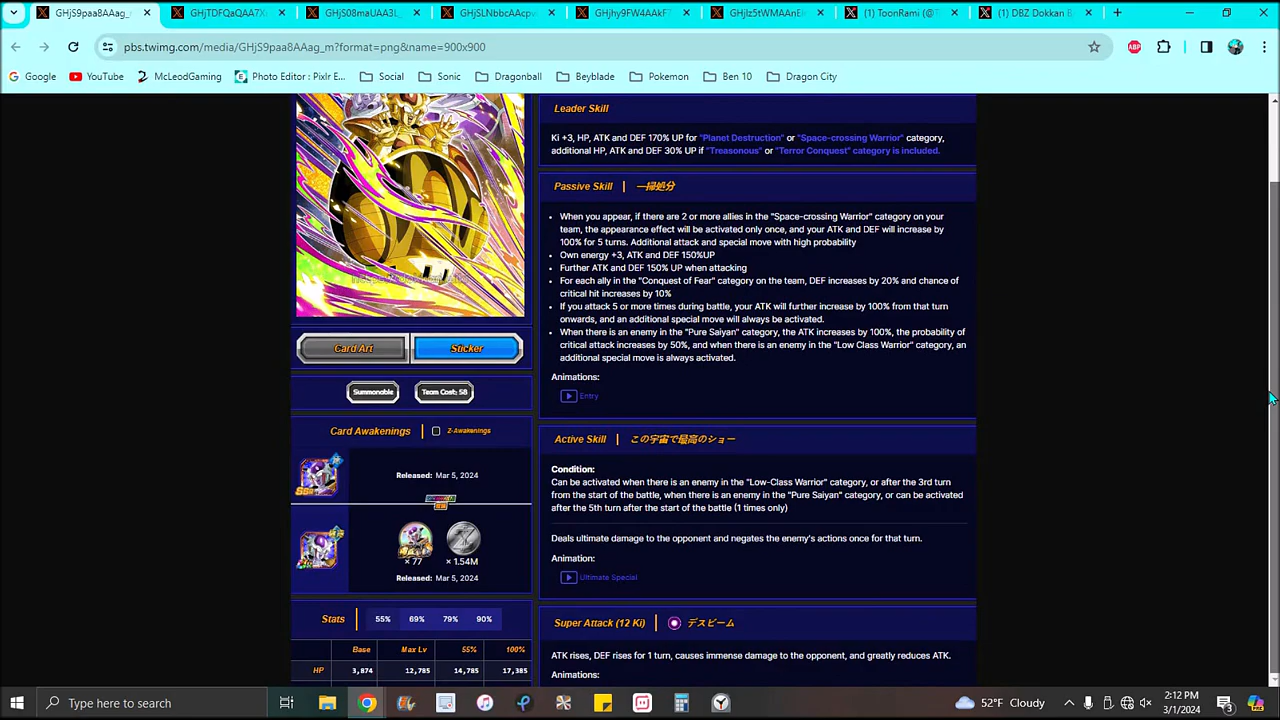 GHjS9paa8AAag_m
GHjTDFQaQAA7X
GHjS08maUAA3L_
GHjSLNbbcAAcpv
GHjhy9FW4AAkF
GHjIz5tWMAAnEI
(1) ToonRami (@T
(1) DBZ Dokkan B
pbs.twimg.com/media/GHjS9paa8AAag_m?format=png&name=900x900
Google
YouTube
McLeodGaming
Photo Editor : Pixlr E...
Social
Sonic
Dragonball
Beyblade
Pokemon
Ben 10
Dragon City
Leader Skill
Ki +3, HP, ATK and DEF 170% UP for "Planet Destruction" or "Space-crossing Warrior" category,
additional HP, ATK and DEF 30% UP if "Treasonous" or "Terror Conquest" category is included.
Passive Skill | 一掃処分
When you appear, if there are 2 or more allies in the "Space-crossing Warrior" category on your
team, the appearance effect will be activated only once, and your ATK and DEF will increase by
100% for 5 turns. Additional attack and special move with high probability
Own energy +3, ATK and DEF 150%UP
Further ATK and DEF 150% UP when attacking
For each ally in the "Conquest of Fear" category on the team, DEF increases by 20% and chance of
critical hit increases by 10%
If you attack 5 or more times during battle, your ATK will further increase by 100% from that turn
onwards, and an additional special move will always be activated.
When there is an enemy in the "Pure Saiyan" category, the ATK increases by 100%, the probability of
critical attack increases by 50%, and when there is an enemy in the "Low Class Warrior" category, an
additional special move is always activated.
Animations:
Entry
Card Art
Sticker
Summonable
Team Cost: 58
Card Awakenings | Z-Awakenings
Released: Mar 5, 2024
× 77
× 1.54M
Released: Mar 5, 2024
Active Skill | この宇宙で最高のショー
Condition:
Can be activated when there is an enemy in the "Low-Class Warrior" category, or after the 3rd turn
from the start of the battle, when there is an enemy in the "Pure Saiyan" category, or can be activated
after the 5th turn after the start of the battle (1 times only)
Deals ultimate damage to the opponent and negates the enemy's actions once for that turn.
Animation:
Ultimate Special
Stats
55% 69% 79% 90%
Base Max Lv 55% 100%
HP 3,874 12,785 14,785 17,385
Super Attack (12 Ki) | デスビーム
ATK rises, DEF rises for 1 turn, causes immense damage to the opponent, and greatly reduces ATK.
Animations:
Type here to search
52°F Cloudy
2:12 PM
3/1/2024
3